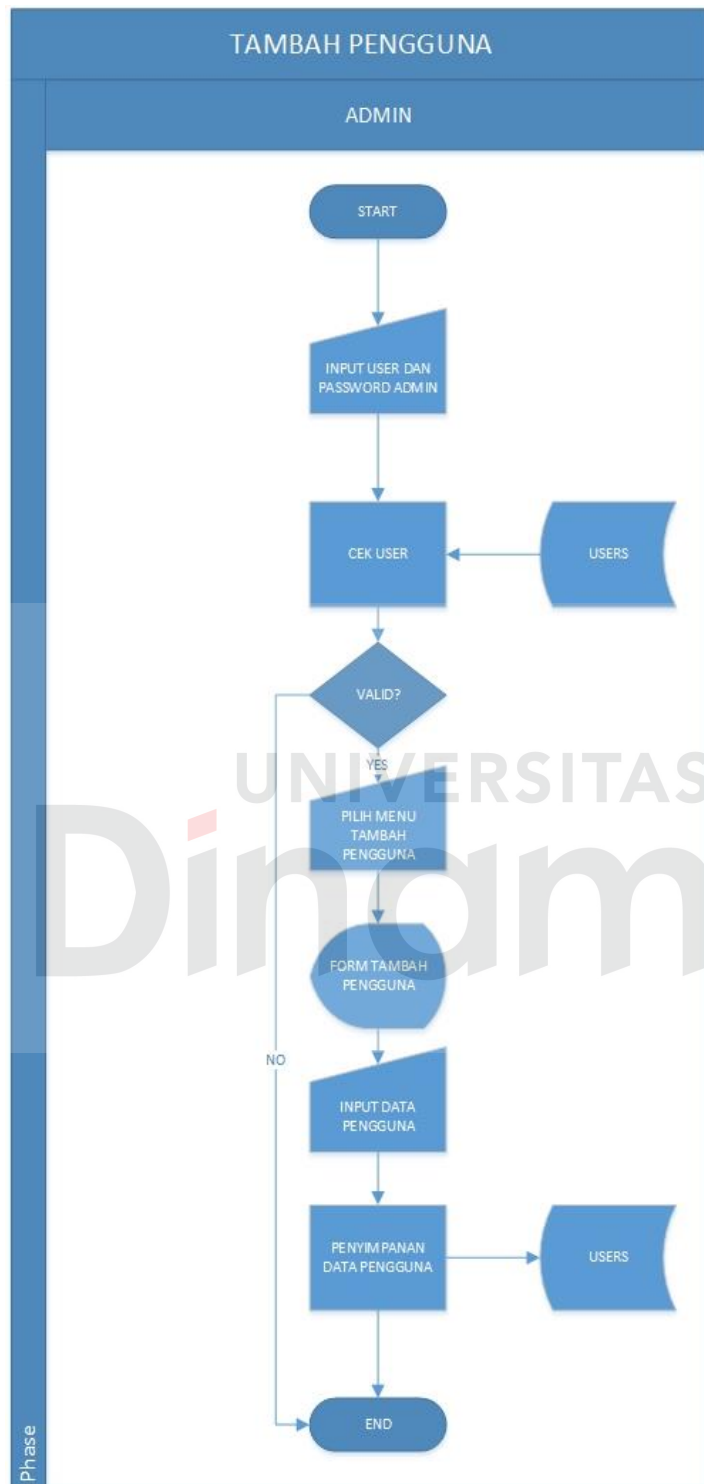 TAMBAH PENGGUNA
ADMIN
START
INPUT USER DAN
PASSWORD ADMIN
CEK USER
USERS
VALID?
YES
UNIVERSITAS
PILIH MENU
TAMBAH
PENGGUNA
Dinam
FORM TAMBAH
PENGGUNA
NO
INPUT DATA
PENGGUNA
PENYIMPANAN
DATA PENGGUNA
USERS
END
Phase